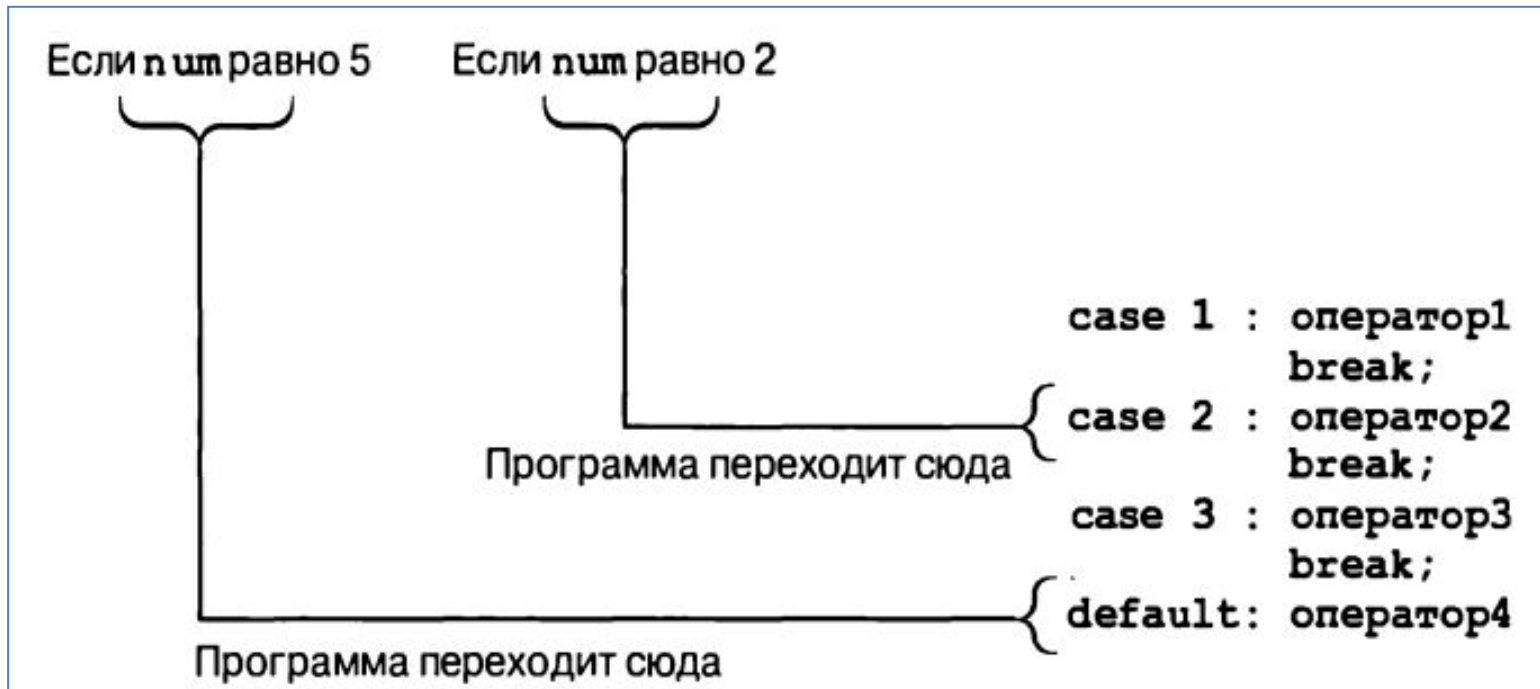 Если num равно 5
Если num равно 2
case 1 : оператор1
break;
case 2 : оператор2
Программа переходит сюда
break;
case 3 : оператор3
break;
default: оператор4
Программа переходит сюда